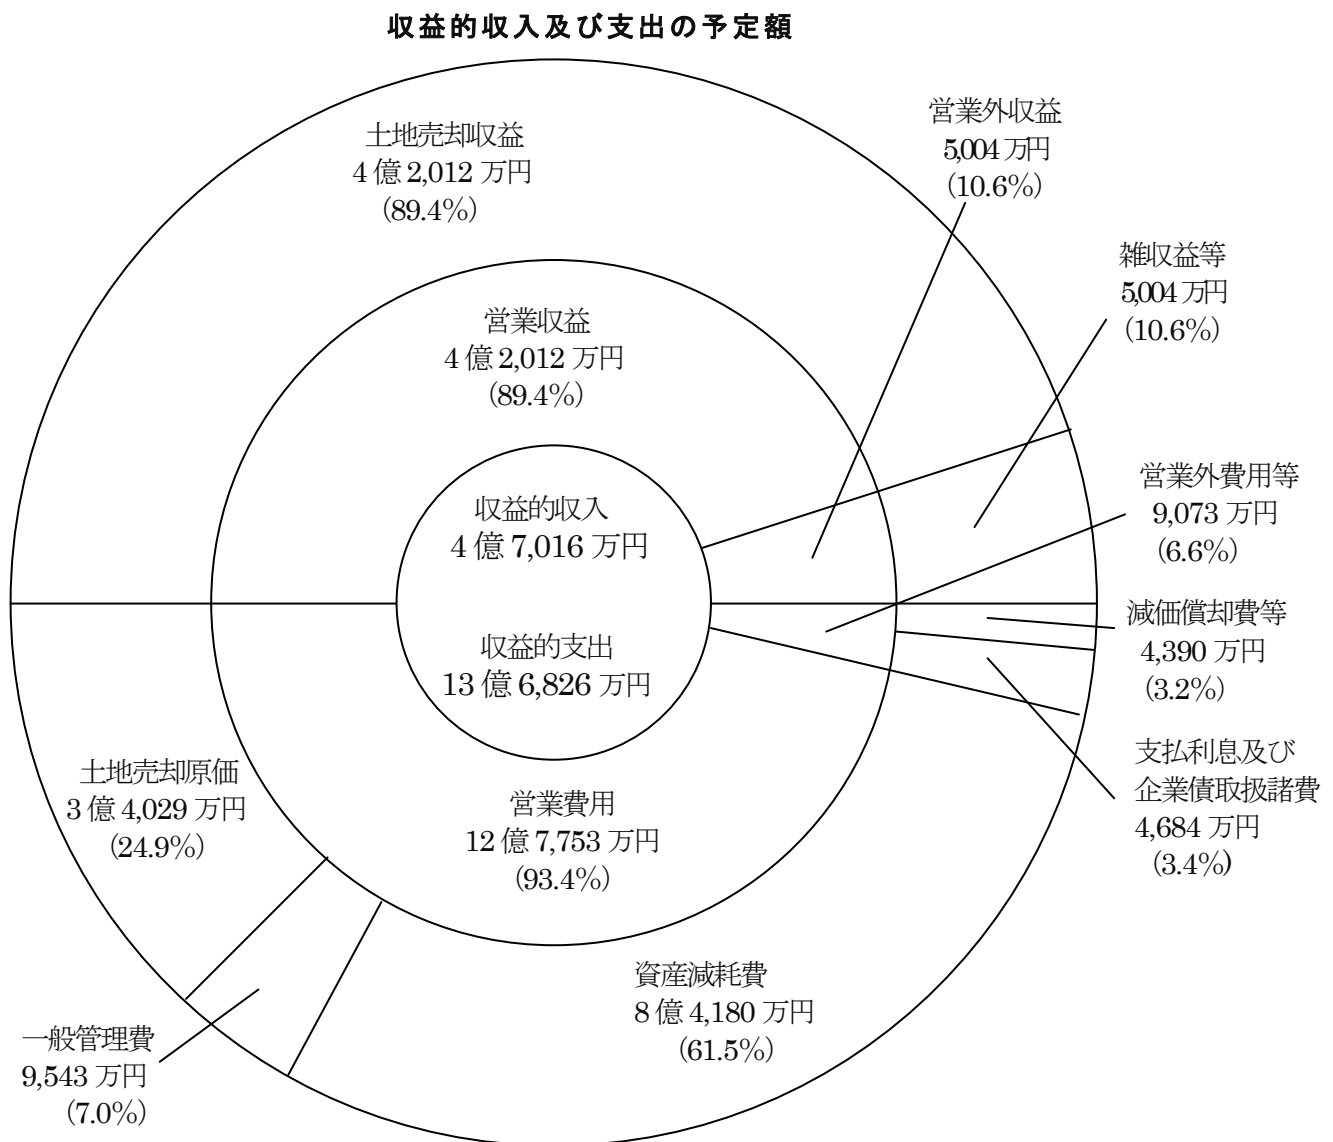 収益的収入及び支出の予定額
土地売却収益
4億2,012万円
(89.4%)
営業外収益
5,004万円
(10.6%)
雑収益等
5,004万円
(10.6%)
営業収益
4億2,012万円
(89.4%)
収益的収入
4億7,016万円
営業外費用等
9,073万円
(6.6%)
減価償却費等
4,390万円
(3.2%)
収益的支出
13億6,826万円
支払利息及び
企業債取扱諸費
4,684万円
(3.4%)
土地売却原価
3億4,029万円
(24.9%)
営業費用
12億7,753万円
(93.4%)
資産減耗費
8億4,180万円
(61.5%)
一般管理費
9,543万円
(7.0%)